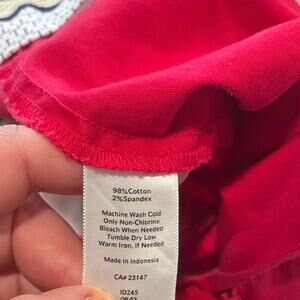 98%Cotton
2%Spandex
Machine Wash Cold
Only Non-Chlorine
Bleach When Needed
Tumble Dry Low
Warm Iron, If Needed
Made in Indonesia
CA# 23147
ID245